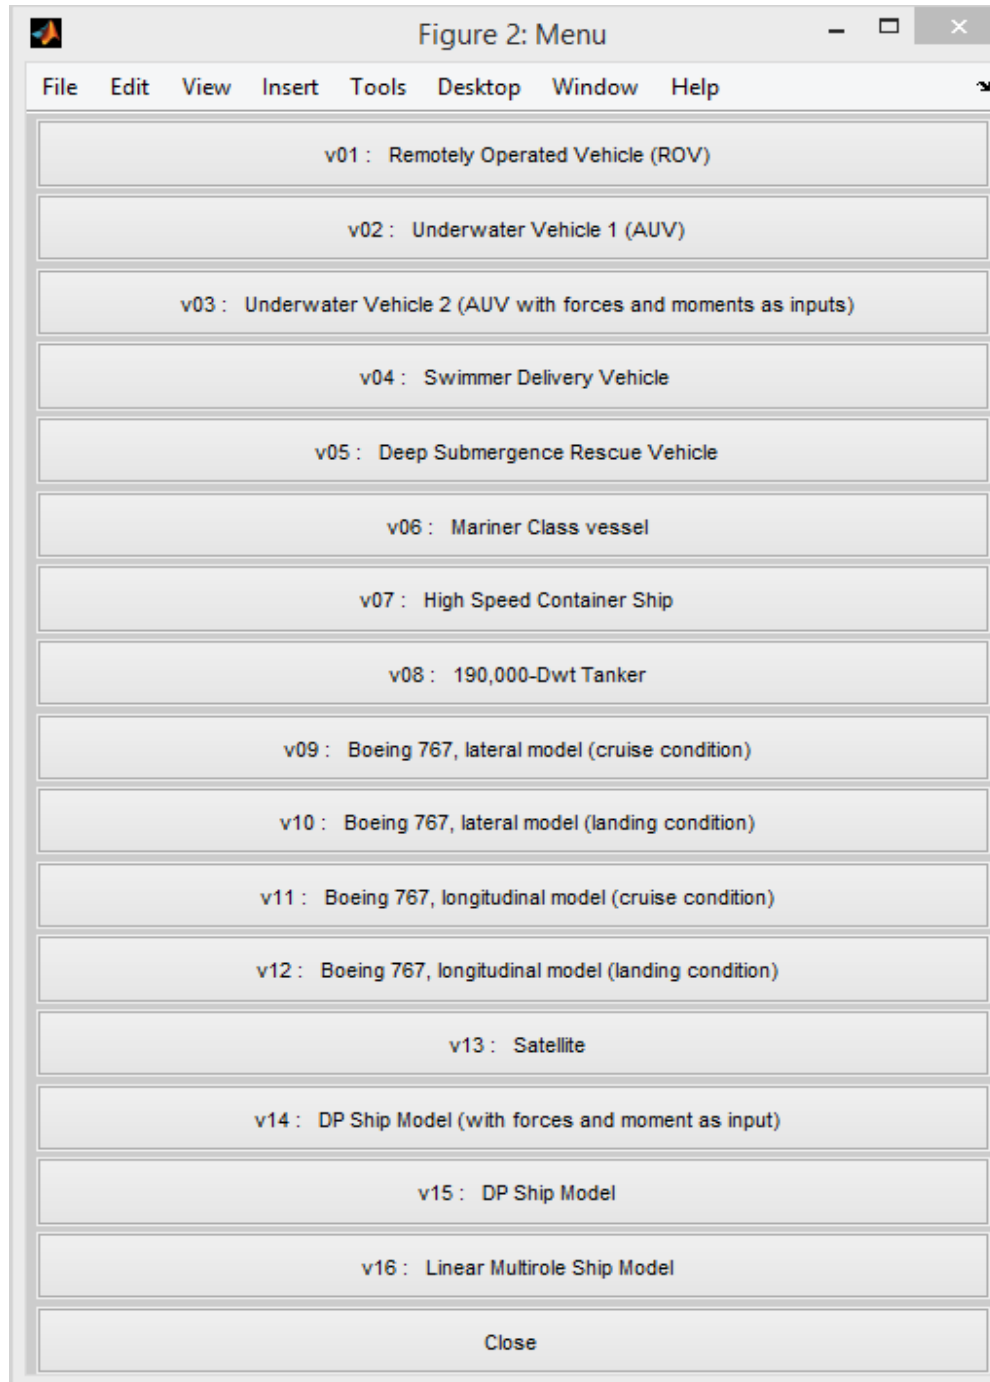 Figure 2: Menu
File Edit View Insert Tools Desktop Window Help
v01 : Remotely Operated Vehicle (ROV)
v02 : Underwater Vehicle 1 (AUV)
v03 : Underwater Vehicle 2 (AUV with forces and moments as inputs)
v04 : Swimmer Delivery Vehicle
v05 : Deep Submergence Rescue Vehicle
v06 : Mariner Class vessel
v07 : High Speed Container Ship
v08 : 190,000-Dwt Tanker
v09 : Boeing 767, lateral model (cruise condition)
v10 : Boeing 767, lateral model (landing condition)
v11 : Boeing 767, longitudinal model (cruise condition)
v12 : Boeing 767, longitudinal model (landing condition)
v13 : Satellite
v14 : DP Ship Model (with forces and moment as input)
v15 : DP Ship Model
v16 : Linear Multirole Ship Model
Close